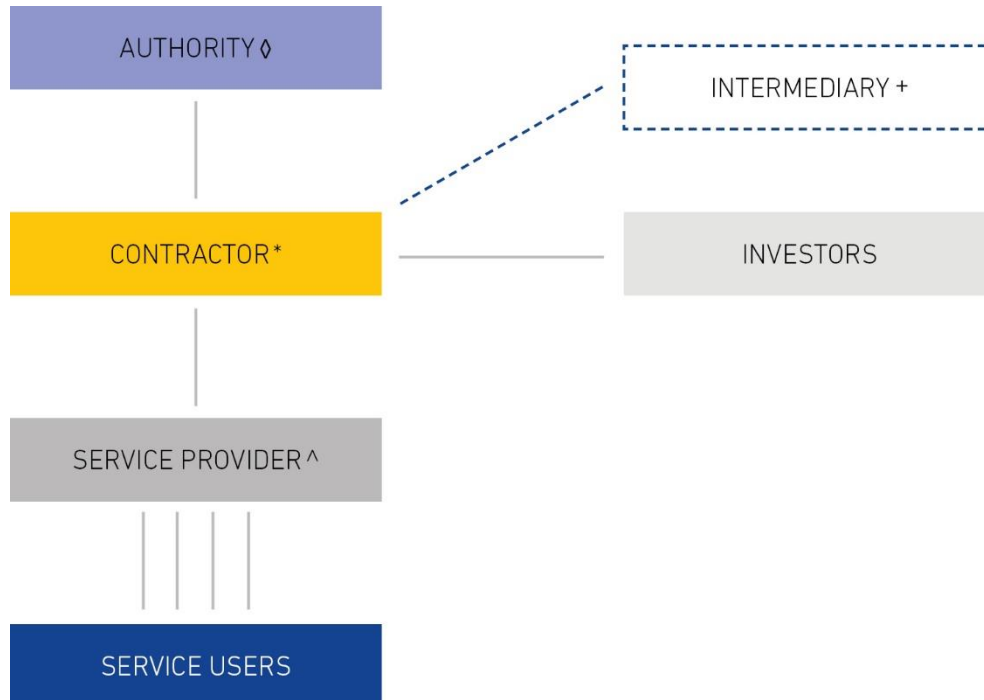 AUTHORITY ◊
INTERMEDIARY +
CONTRACTOR *
INVESTORS
SERVICE PROVIDER ^
SERVICE USERS